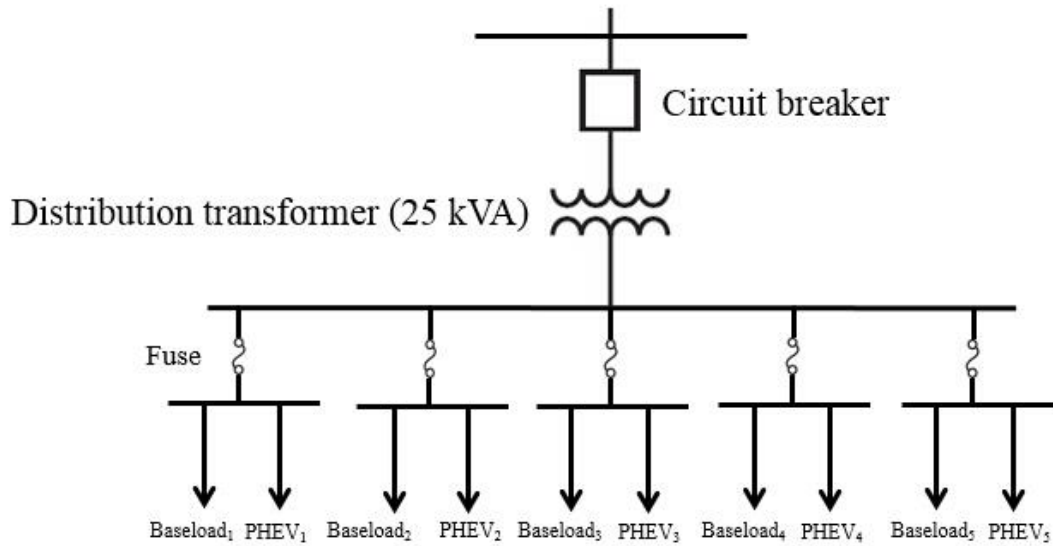 Circuit breaker
Distribution transformer (25 kVA)
Fuse
Baseload₁ PHEV₁ Baseload₂ PHEV₂ Baseload₃ PHEV₃ Baseload₄ PHEV₄ Baseload₅ PHEV₅